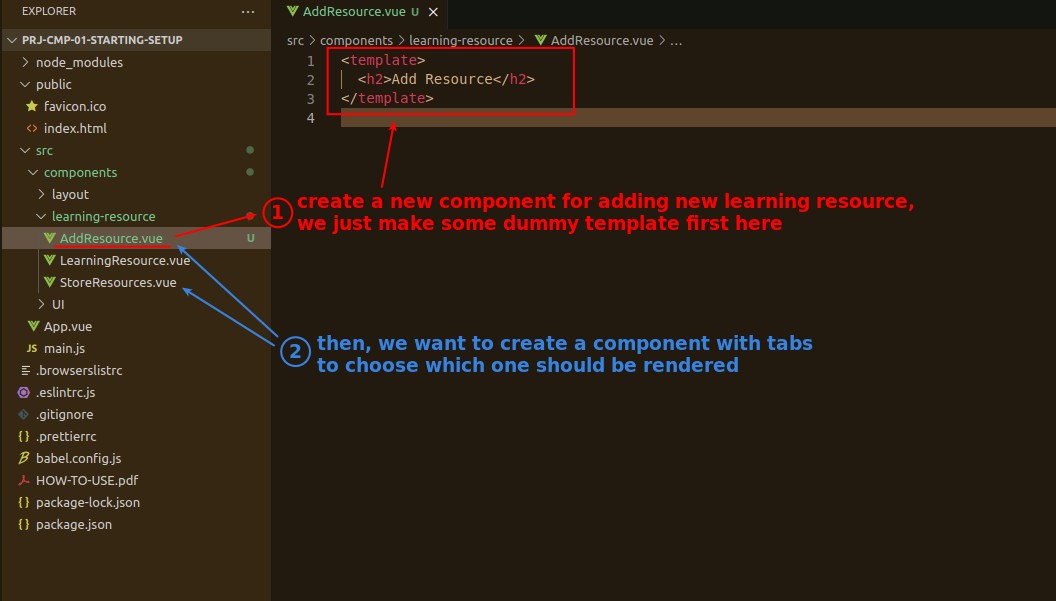 EXPLORER ...
AddResource.vue U ×
PRJ-CMP-01-STARTING-SETUP
node_modules
public
favicon.ico
<> index.html
src
components
layout
learning-resource
AddResource.vue U
LearningResource.vue
StoreResources.vue
UI
App.vue
JS main.js
.browserslistrc
.eslintrc.js
.gitignore
{} .prettierrc
babel.config.js
HOW-TO-USE.pdf
{} package-lock.json
{} package.json
src > components > learning-resource > AddResource.vue > ...
1 <template>
2 <h2>Add Resource</h2>
3 </template>
4
1 create a new component for adding new learning resource,
we just make some dummy template first here
2 then, we want to create a component with tabs
to choose which one should be rendered